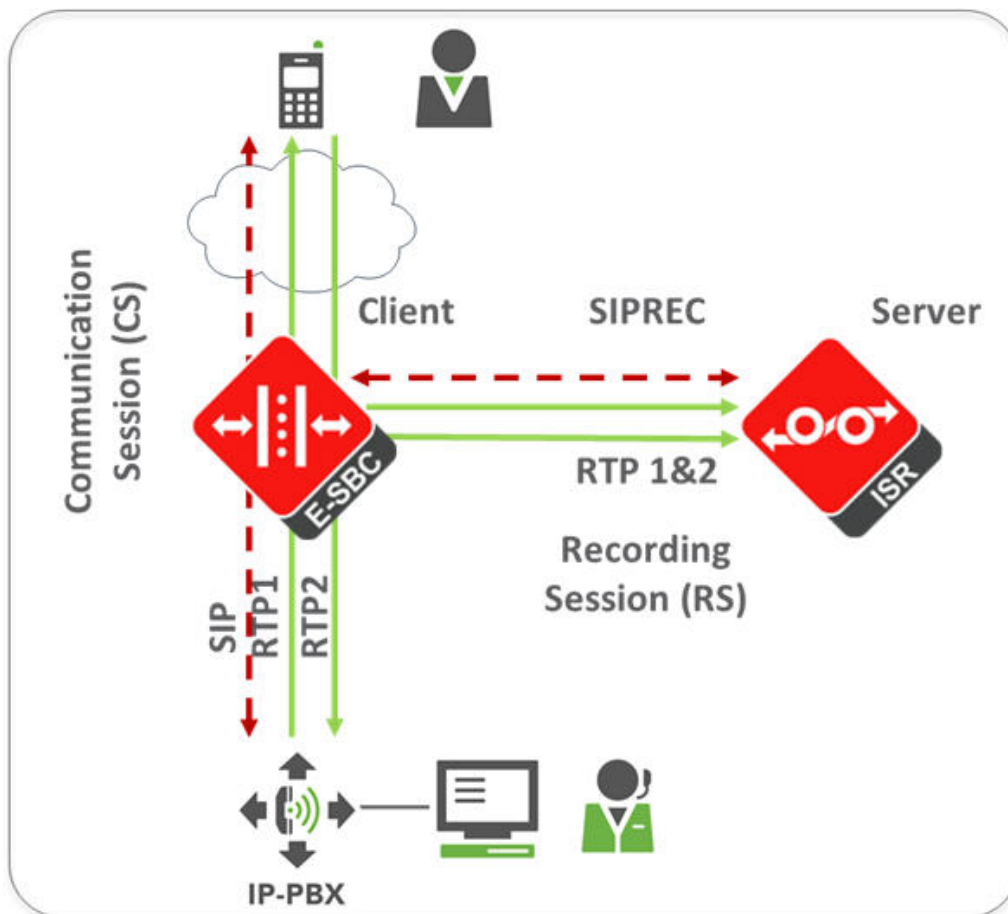 Communication
Session (CS)
Client
SIPREC
Server
E-SBC
ISR
RTP 1&2
Recording
Session (RS)
SIP
RTP1
RTP2
IP-PBX